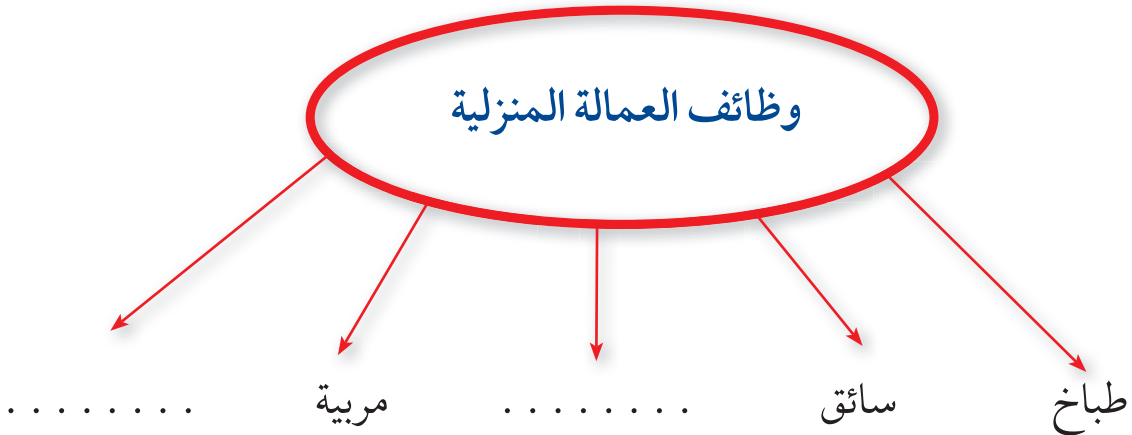 وظائف العمالة المنزلية
طباخ سائق . . . . . . . . مربية . . . . . . . .